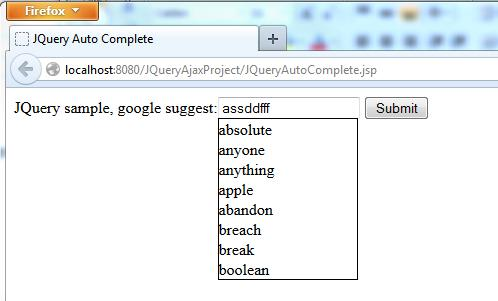 Firefox
JQuery Auto Complete
localhost:8080/JQueryAjaxProject/JQueryAutoComplete.jsp
JQuery sample, google suggest: assddfff Submit
absolute
anyone
anything
apple
abandon
breach
break
boolean